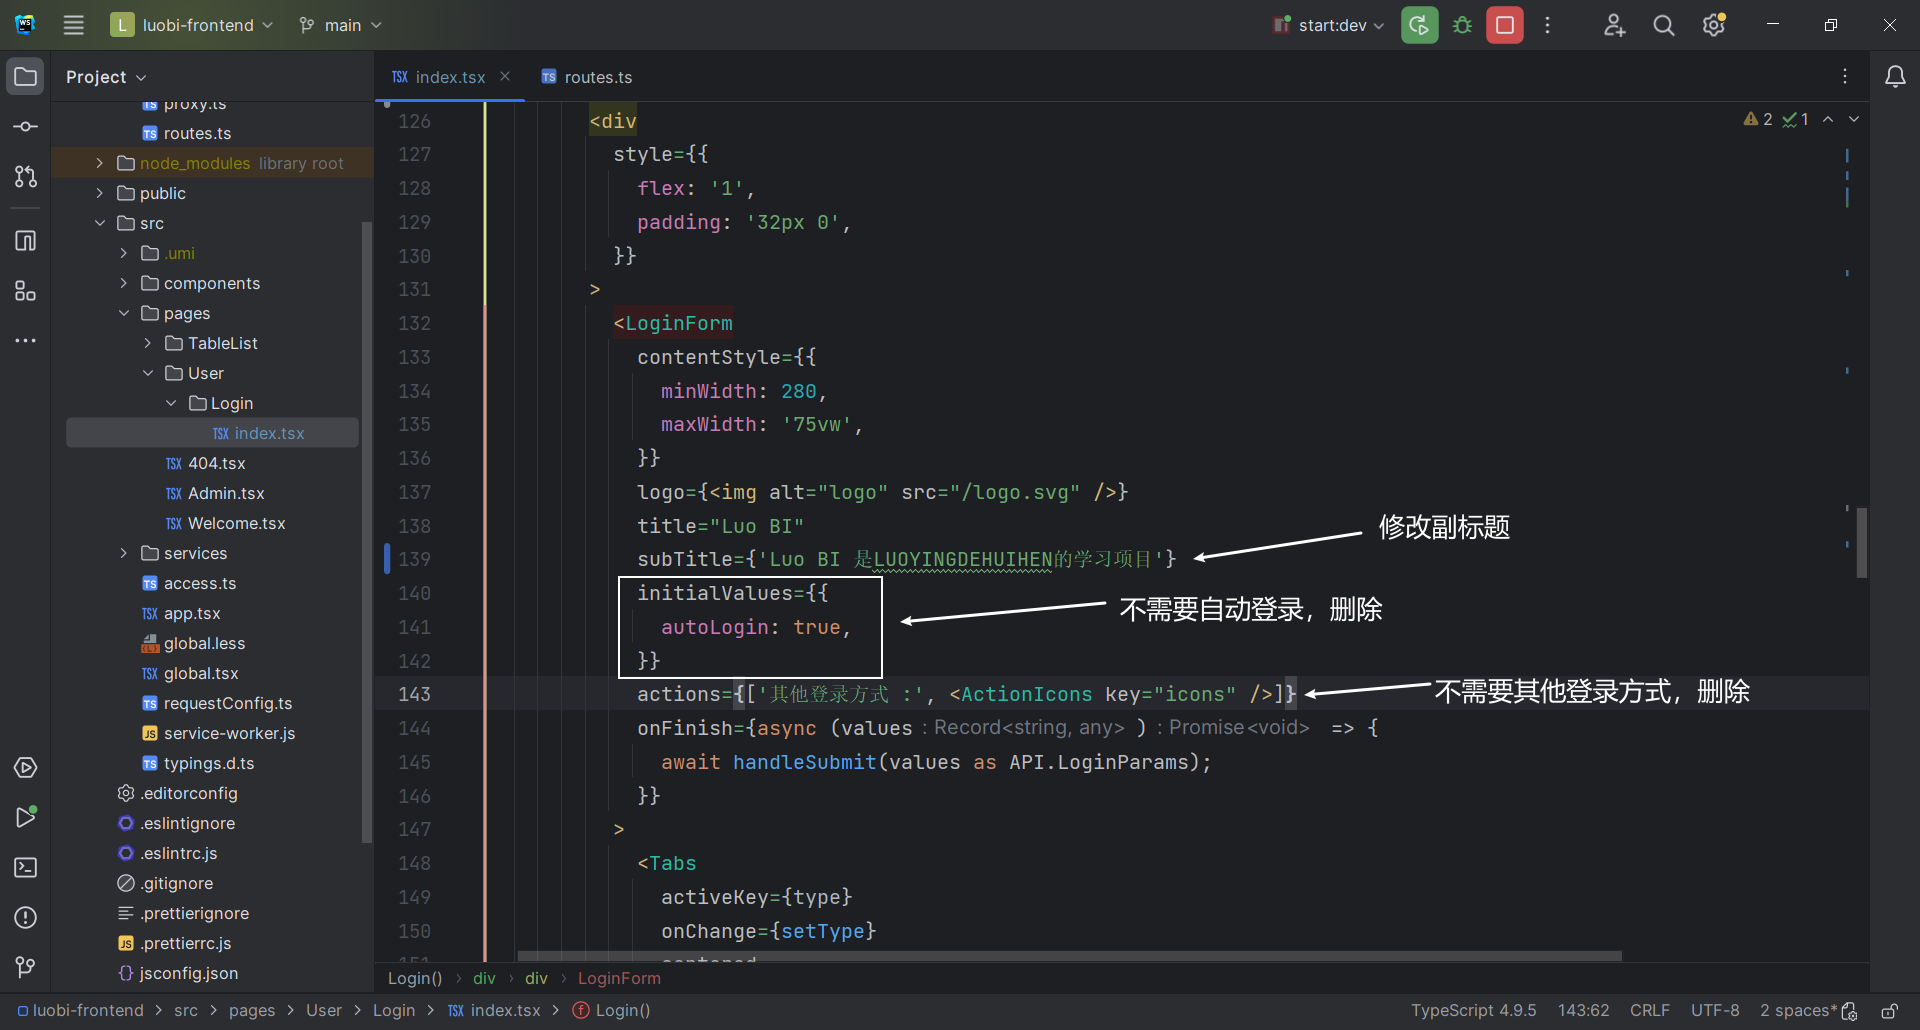 luobi-frontend
main
start:dev
Project
index.tsx
routes.ts
proxy.ts
routes.ts
node_modules library root
public
src
.umi
components
pages
TableList
User
Login
index.tsx
404.tsx
Admin.tsx
Welcome.tsx
services
access.ts
app.tsx
global.less
global.tsx
requestConfig.ts
service-worker.js
typings.d.ts
.editorconfig
.eslintignore
.eslintrc.js
.gitignore
.prettierignore
.prettierrc.js
jsconfig.json
2 1
126 <div
127 style={{
128 flex: '1',
129 padding: '32px 0',
130 }}
131 >
132 <LoginForm
133 contentStyle={{
134 minWidth: 280,
135 maxWidth: '75vw',
136 }}
137 logo={<img alt="logo" src="/logo.svg" />}
138 title="Luo BI"
139 subTitle={'Luo BI 是LUOYINGDEHUIHEN的学习项目'}
修改副标题
140 initialValues={{
141 autoLogin: true,
142 }}
不需要自动登录，删除
143 actions={['其他登录方式 :', <ActionIcons key="icons" />]}
不需要其他登录方式，删除
144 onFinish={async (values : Record<string, any> ) : Promise<void> => {
145 await handleSubmit(values as API.LoginParams);
146 }}
147 >
148 <Tabs
149 activeKey={type}
150 onChange={setType}
151 centered
Login() > div > div > LoginForm
luobi-frontend > src > pages > User > Login > index.tsx > Login()
TypeScript 4.9.5 143:62 CRLF UTF-8 2 spaces*